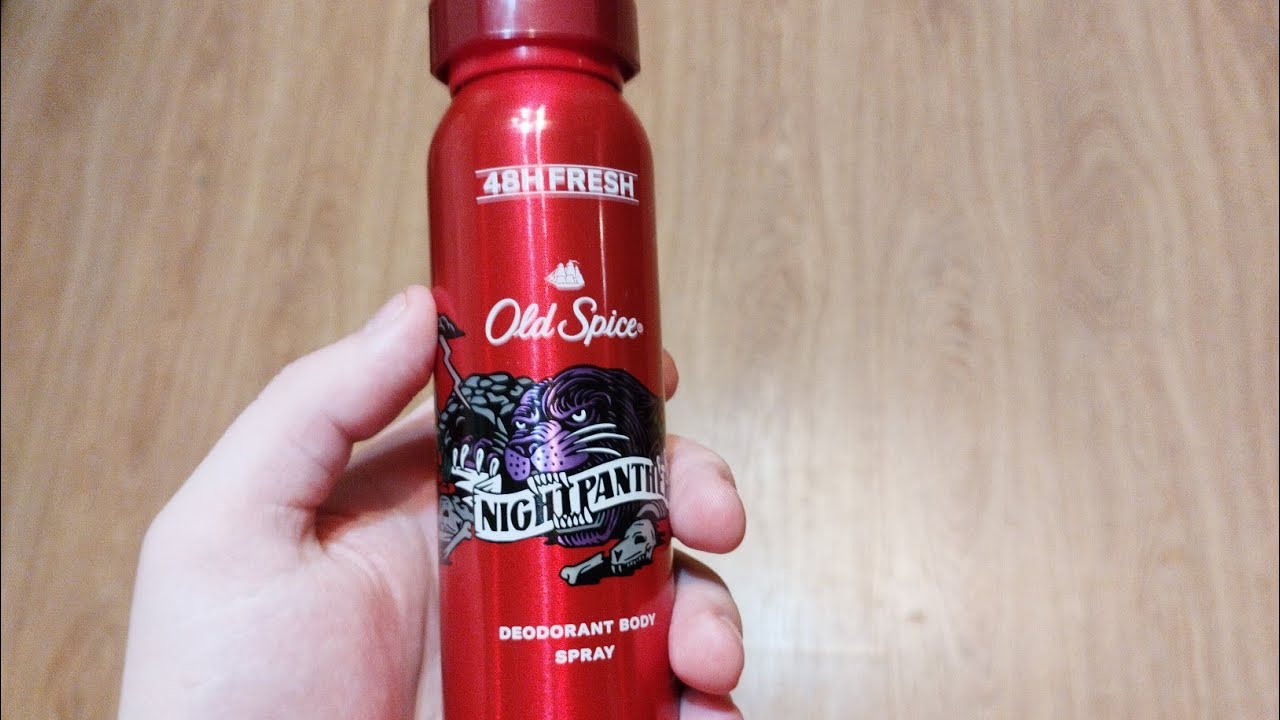 48H FRESH
Old Spice®
NIGHTPANTHE
DEODORANT BODY
SPRAY